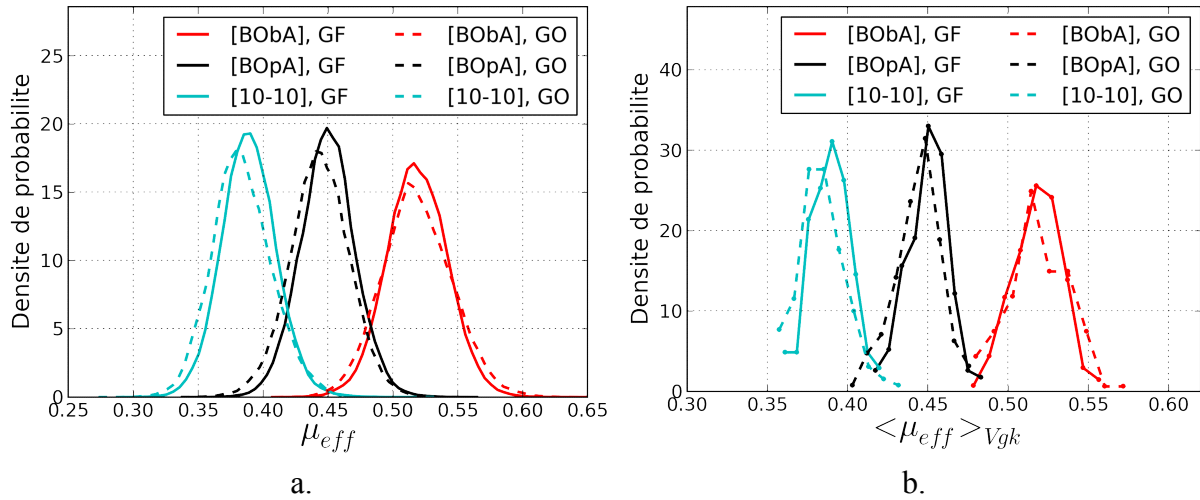 [BObA], GF [BObA], GO
[BOpA], GF [BOpA], GO
[10-10], GF [10-10], GO
Densite de probabilite
25
20
15
10
5
0
0.25 0.30 0.35 0.40 0.45 0.50 0.55 0.60 0.65
μ_eff
a.
[BObA], GF [BObA], GO
[BOpA], GF [BOpA], GO
[10-10], GF [10-10], GO
Densite de probabilite
40
30
20
10
0
0.30 0.35 0.40 0.45 0.50 0.55 0.60
<μ_eff>_Vgk
b.